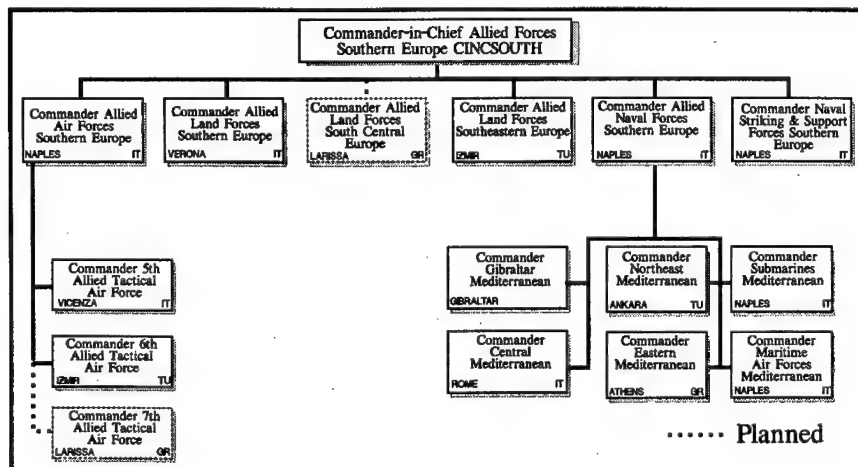 Commander-in-Chief Allied Forces
Southern Europe CINCSOUTH
Commander Allied
Air Forces
Southern Europe
NAPLES IT
Commander Allied
Land Forces
Southern Europe
VERONA IT
Commander Allied
Land Forces
South Central
Europe
LARISSA GR
Commander Allied
Land Forces
Southeastern Europe
IZMIR TU
Commander Allied
Naval Forces
Southern Europe
NAPLES IT
Commander Naval
Striking & Support
Forces Southern
Europe
NAPLES IT
Commander 5th
Allied Tactical
Air Force
VICENZA IT
Commander 6th
Allied Tactical
Air Force
IZMIR TU
Commander 7th
Allied Tactical
Air Force
LARISSA GR
Commander
Gibraltar
Mediterranean
GIBRALTAR
Commander
Northeast
Mediterranean
ANKARA TU
Commander
Submarines
Mediterranean
NAPLES IT
Commander
Central
Mediterranean
ROME IT
Commander
Eastern
Mediterranean
ATHENS GR
Commander
Maritime
Air Forces
Mediterranean
NAPLES IT
Planned